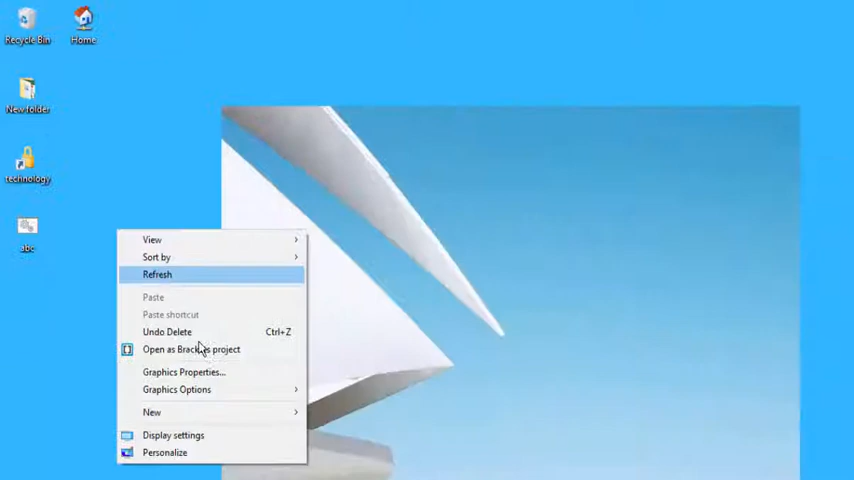 Recycle Bin
Home
New folder
technology
abc
View
Sort by
Refresh
Paste
Paste shortcut
Undo Delete Ctrl+Z
Open as Brackets project
Graphics Properties...
Graphics Options
New
Display settings
Personalize